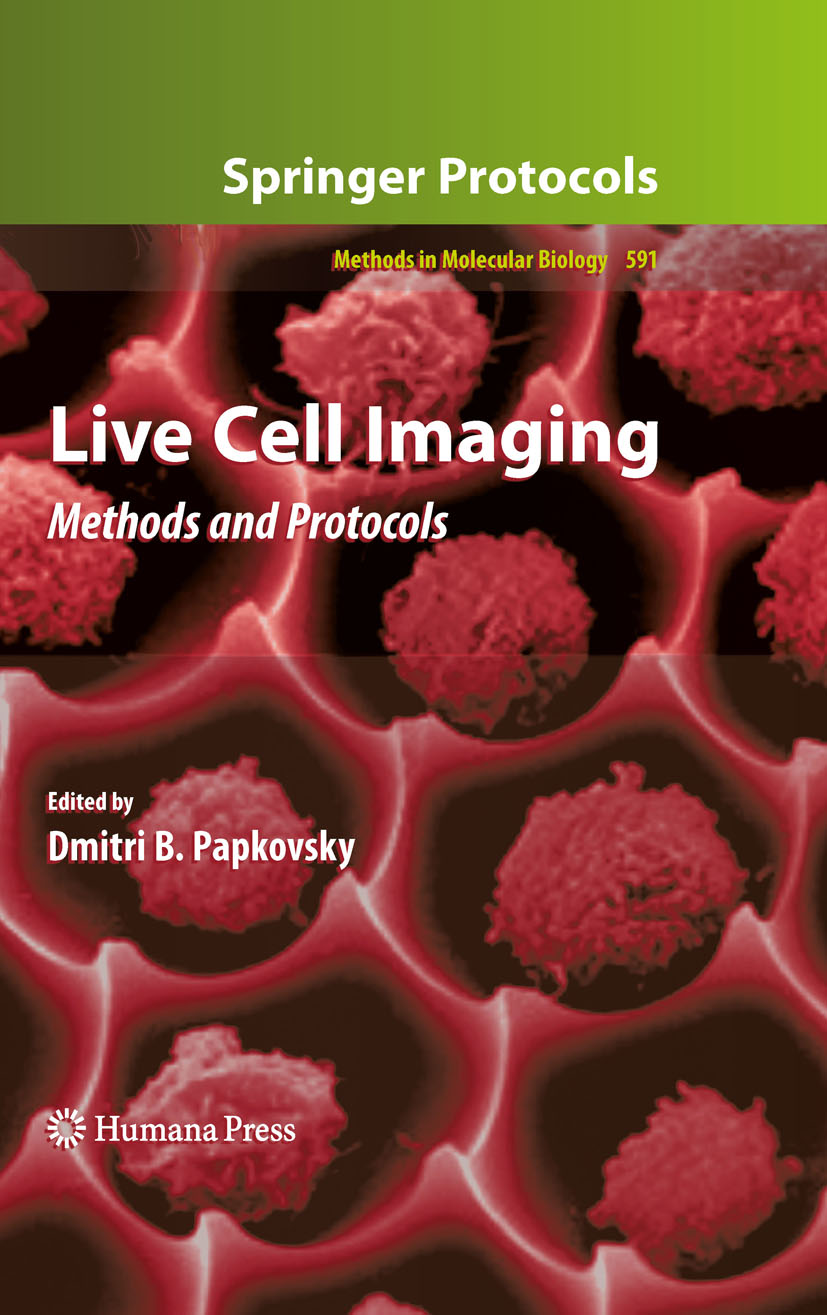 Springer Protocols
Methods in Molecular Biology 591
Live Cell Imaging
Methods and Protocols
Edited by
Dmitri B. Papkovsky
Humana Press